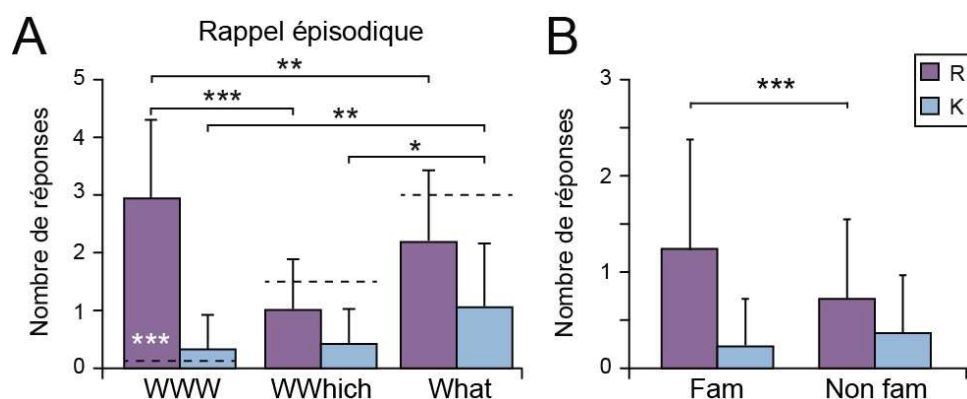 A
Rappel épisodique
Nombre de réponses
5
4
3
2
1
0
**
***
**
*
***
WWW
WWhich
What
B
R
K
Nombre de réponses
3
2
1
0
***
Fam
Non fam